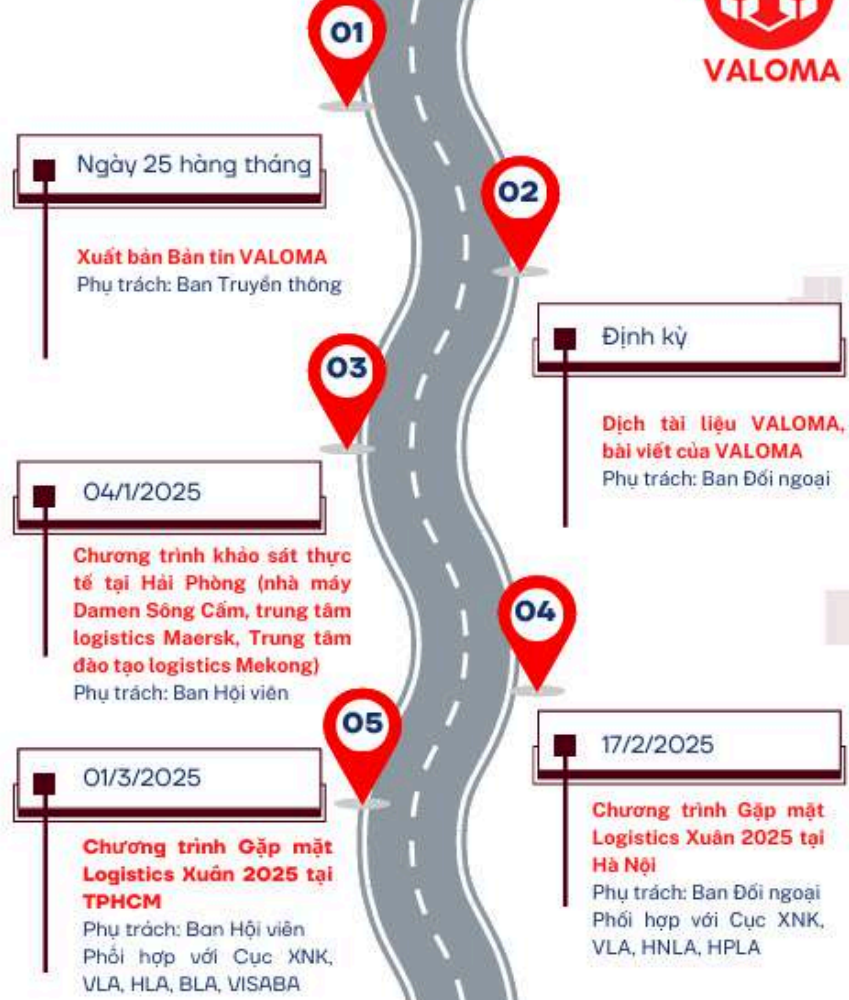 01
VALOMA
Ngày 25 hàng tháng
Xuất bản Bản tin VALOMA
Phụ trách: Ban Truyền thông
02
Định kỳ
Dịch tài liệu VALOMA,
bài viết của VALOMA
Phụ trách: Ban Đối ngoại
03
04/1/2025
Chương trình khảo sát thực
tế tại Hải Phòng (nhà máy
Damen Sông Cấm, trung tâm
logistics Maersk, Trung tâm
đào tạo logistics Mekong)
Phụ trách: Ban Hội viên
04
17/2/2025
Chương trình Gặp mặt
Logistics Xuân 2025 tại
Hà Nội
Phụ trách: Ban Đối ngoại
Phối hợp với Cục XNK,
VLA, HNLA, HPLA
05
01/3/2025
Chương trình Gặp mặt
Logistics Xuân 2025 tại
TPHCM
Phụ trách: Ban Hội viên
Phối hợp với Cục XNK,
VLA, HLA, BLA, VISABA